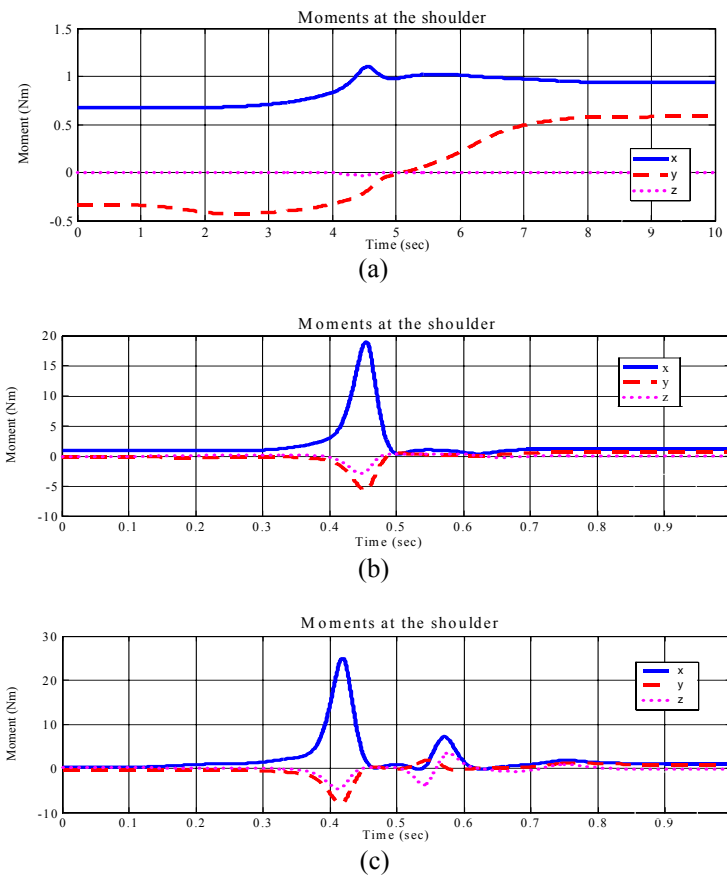 Moments at the shoulder
1.5
1
0.5
0
-0.5
Moment (Nm)
x
y
z
0 1 2 3 4 5 6 7 8 9 10
Time (sec)
(a)
Moments at the shoulder
20
15
10
5
0
-5
-10
Moment (Nm)
x
y
z
0 0.1 0.2 0.3 0.4 0.5 0.6 0.7 0.8 0.9
Time (sec)
(b)
Moments at the shoulder
30
20
10
0
-10
Moment (Nm)
x
y
z
0 0.1 0.2 0.3 0.4 0.5 0.6 0.7 0.8 0.9
Time (sec)
(c)